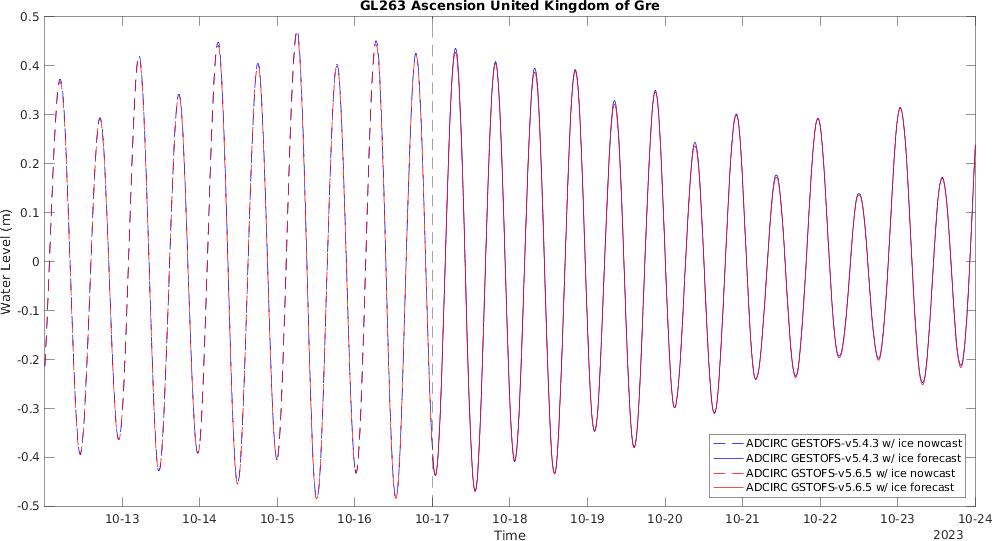 GL263 Ascension United Kingdom of Gre
0.5
0.4
0.3
0.2
0.1
0
-0.1
-0.2
-0.3
-0.4
-0.5
Water Level (m)
ADCIRC GESTOFS-v5.4.3 w/ ice nowcast
ADCIRC GESTOFS-v5.4.3 w/ ice forecast
ADCIRC GSTOFS-v5.6.5 w/ ice nowcast
ADCIRC GSTOFS-v5.6.5 w/ ice forecast
10-13 10-14 10-15 10-16 10-17 10-18 10-19 10-20 10-21 10-22 10-23 10-24
Time
2023